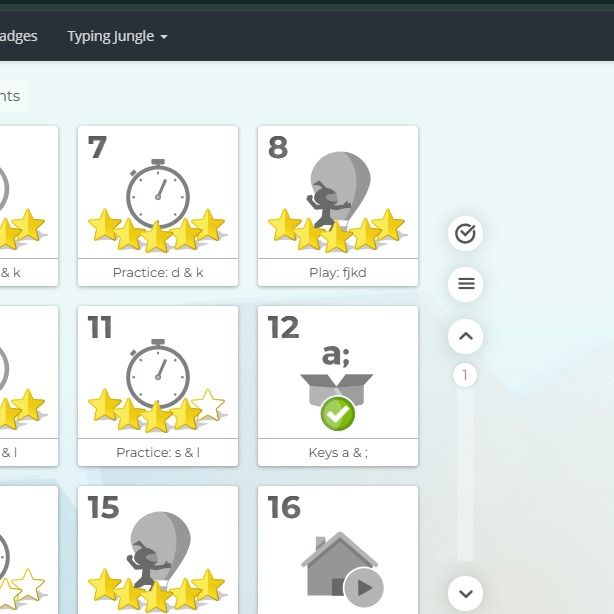 adges Typing Jungle
nts
7 8
& k Practice: d & k Play: fjkd
1
11 12
a;
& l Practice: s & l Keys a & ;
15 16